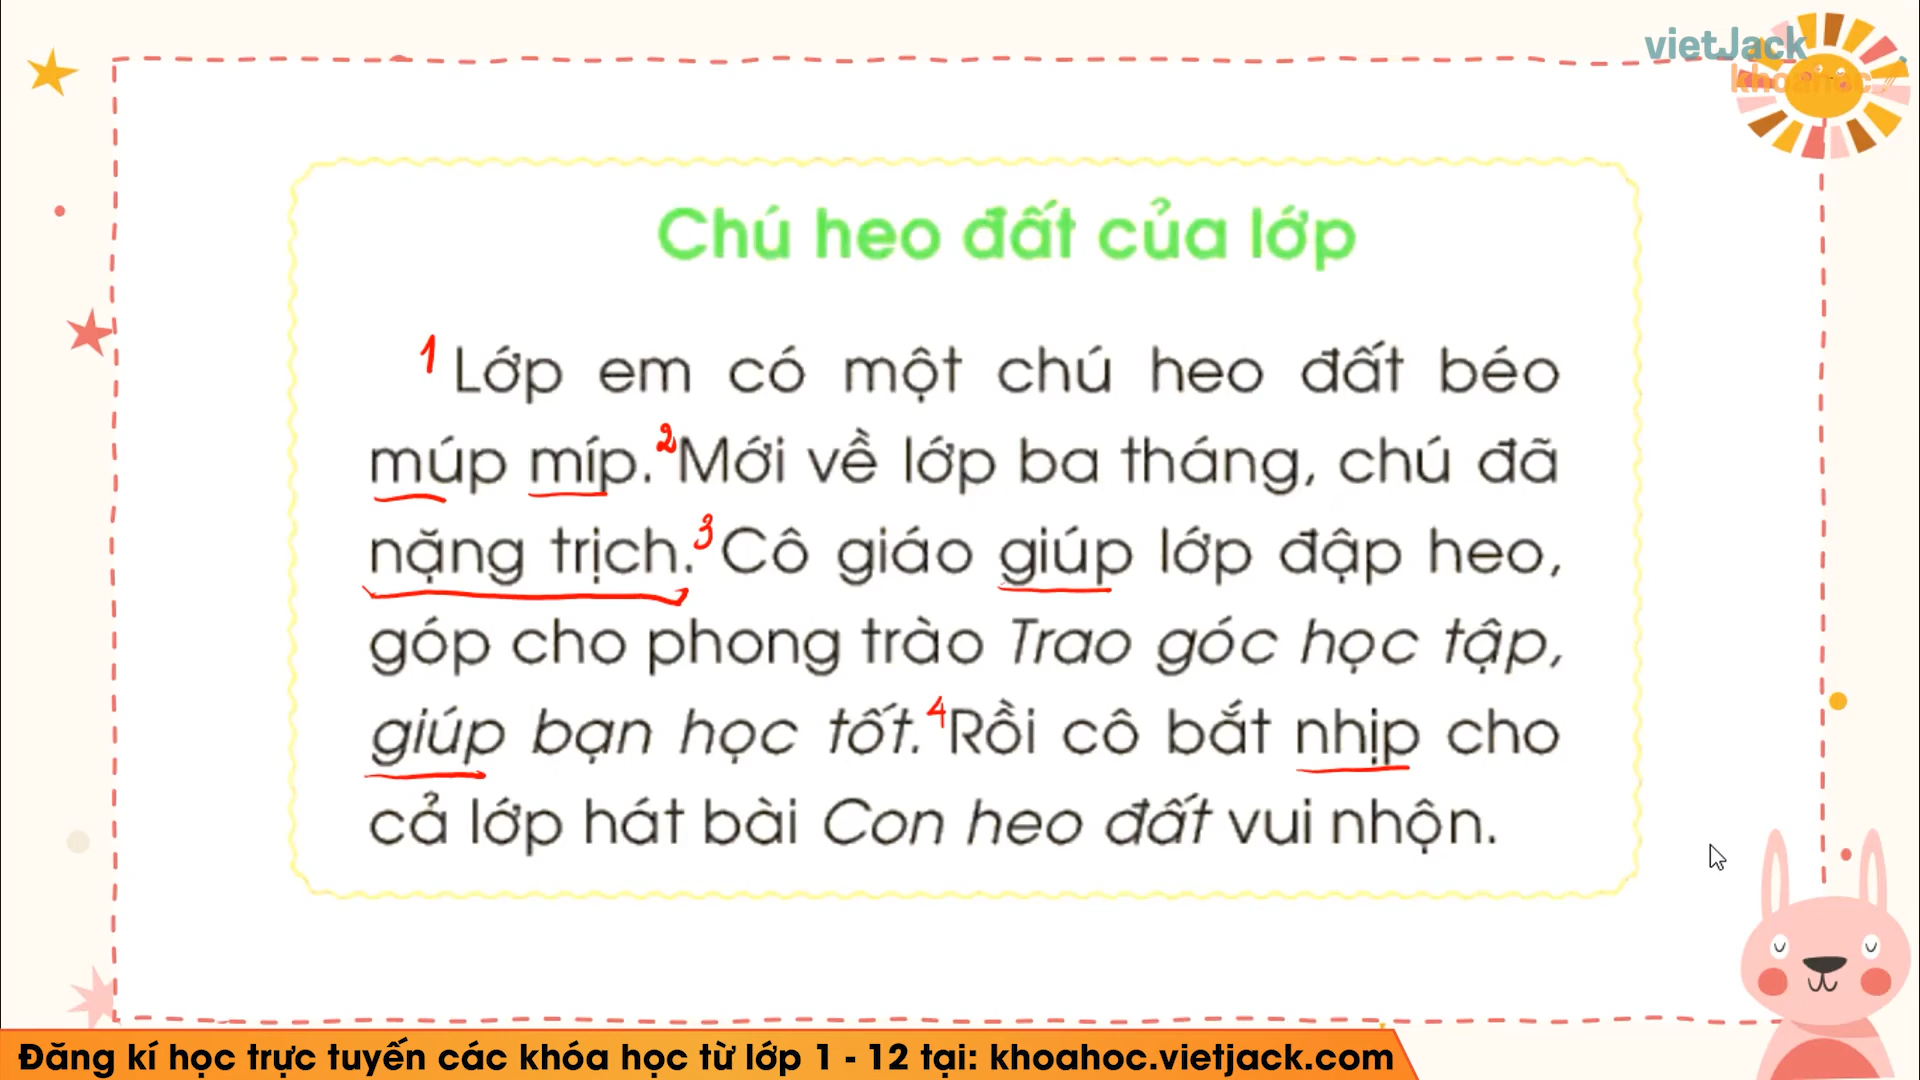 vietJack
khoahoc
Chú heo đất của lớp
1 Lớp em có một chú heo đất béo
múp míp. 2 Mới về lớp ba tháng, chú đã
nặng trịch. 3 Cô giáo giúp lớp đập heo,
góp cho phong trào Trao góc học tập,
giúp bạn học tốt. 4 Rồi cô bắt nhịp cho
cả lớp hát bài Con heo đất vui nhộn.
Đăng kí học trực tuyến các khóa học từ lớp 1 - 12 tại: khoahoc.vietjack.com